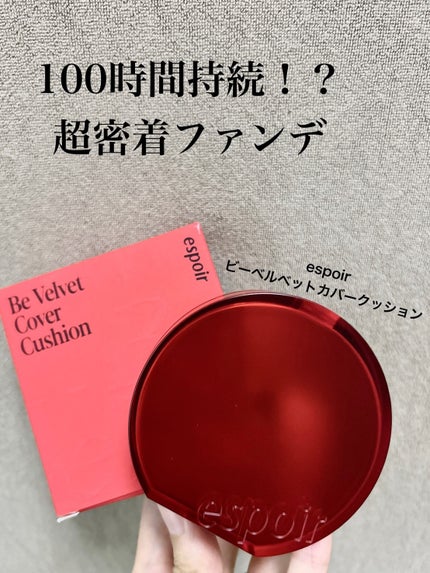 100時間持続！？
超密着ファンデ
espoir
ビーベルベットカバークッション
espoir
Be Velvet
Cover
Cushion
espoir